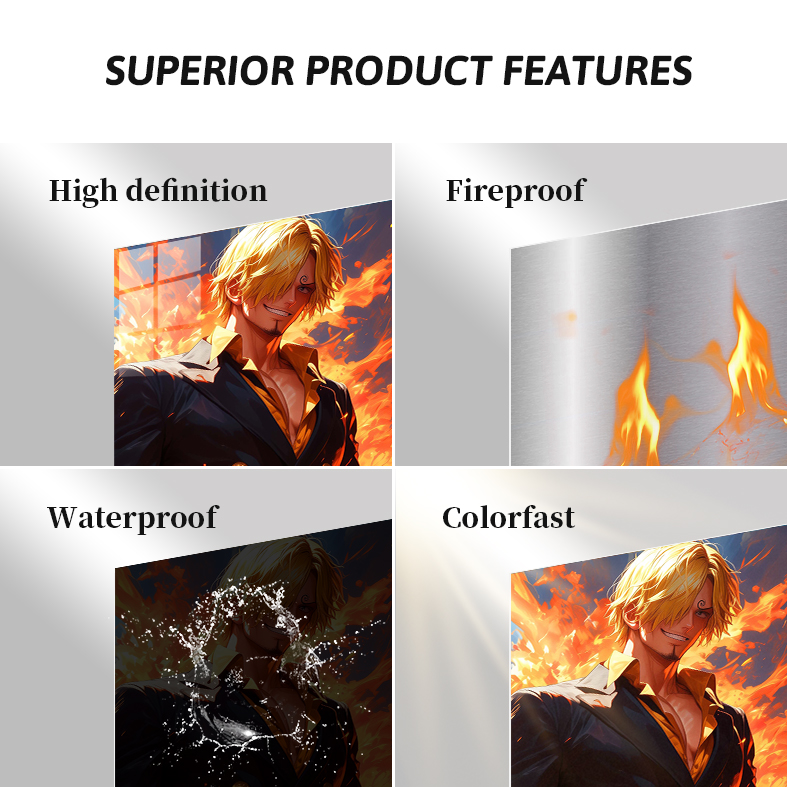 SUPERIOR PRODUCT FEATURES
High definition
Fireproof
Waterproof
Colorfast